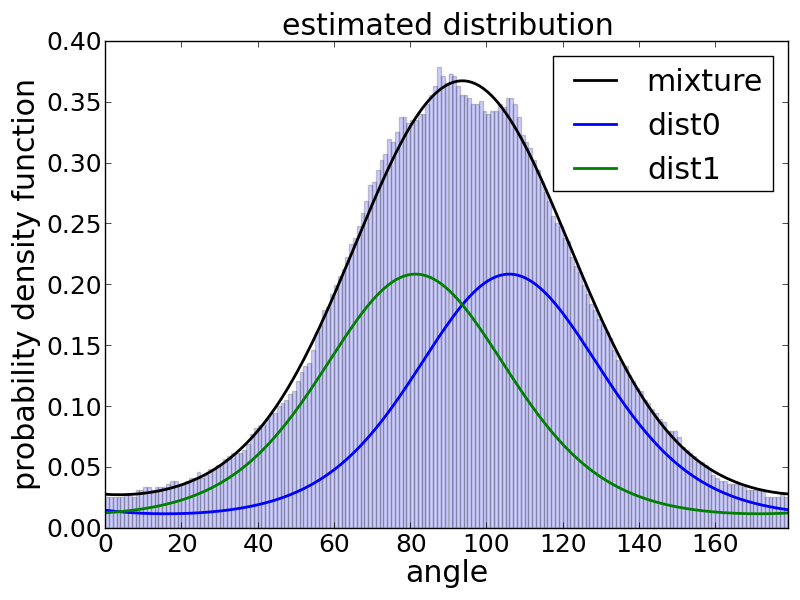 estimated distribution
probability density function
0.40
0.35
0.30
0.25
0.20
0.15
0.10
0.05
0.00
mixture
dist0
dist1
0 20 40 60 80 100 120 140 160
angle